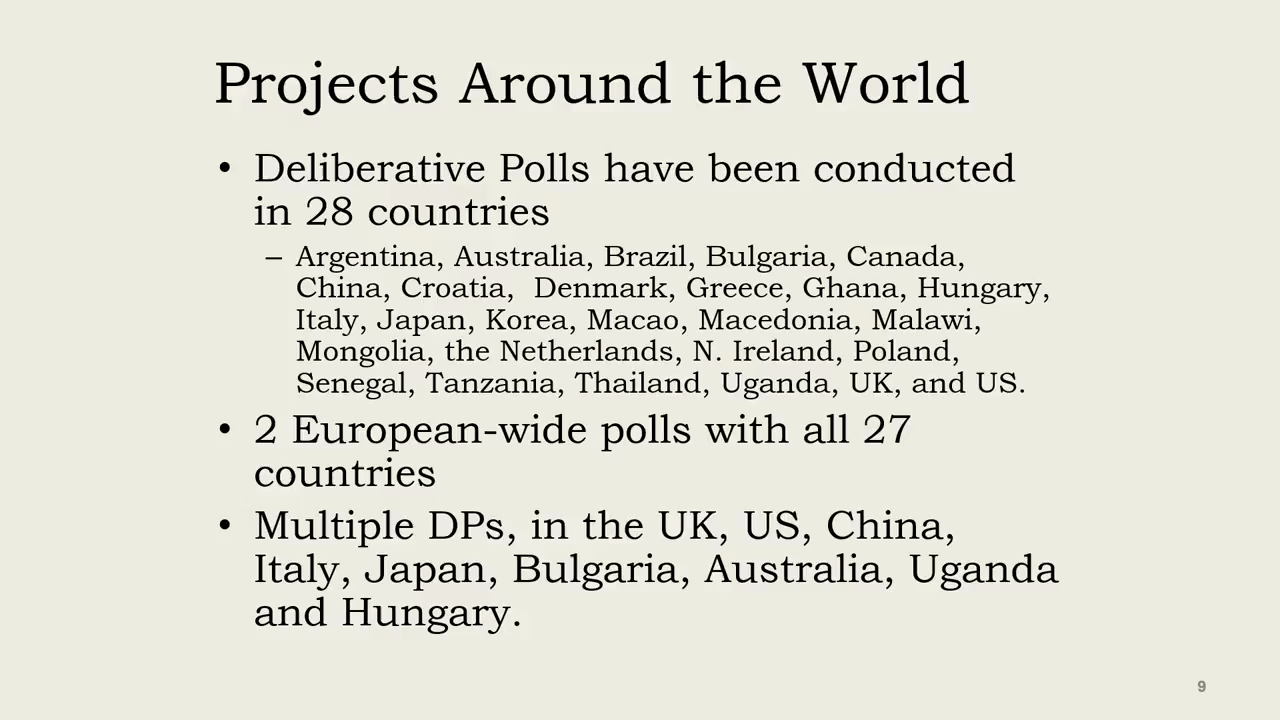 Projects Around the World
• Deliberative Polls have been conducted
in 28 countries
– Argentina, Australia, Brazil, Bulgaria, Canada,
China, Croatia,  Denmark, Greece, Ghana, Hungary,
Italy, Japan, Korea, Macao, Macedonia, Malawi,
Mongolia, the Netherlands, N. Ireland, Poland,
Senegal, Tanzania, Thailand, Uganda, UK, and US.
• 2 European-wide polls with all 27
countries
• Multiple DPs, in the UK, US, China,
Italy, Japan, Bulgaria, Australia, Uganda
and Hungary.
9